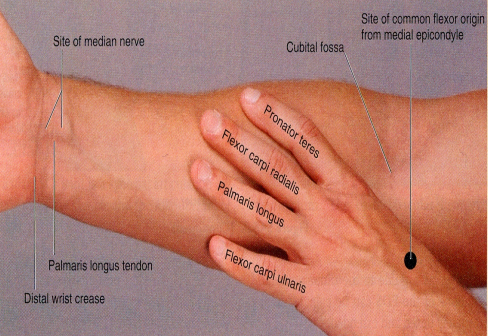 Site of common flexor origin
from medial epicondyle
Site of median nerve
Cubital fossa
Pronator teres
Flexor carpi radialis
Palmaris longus
Flexor carpi ulnaris
Palmaris longus tendon
Distal wrist crease